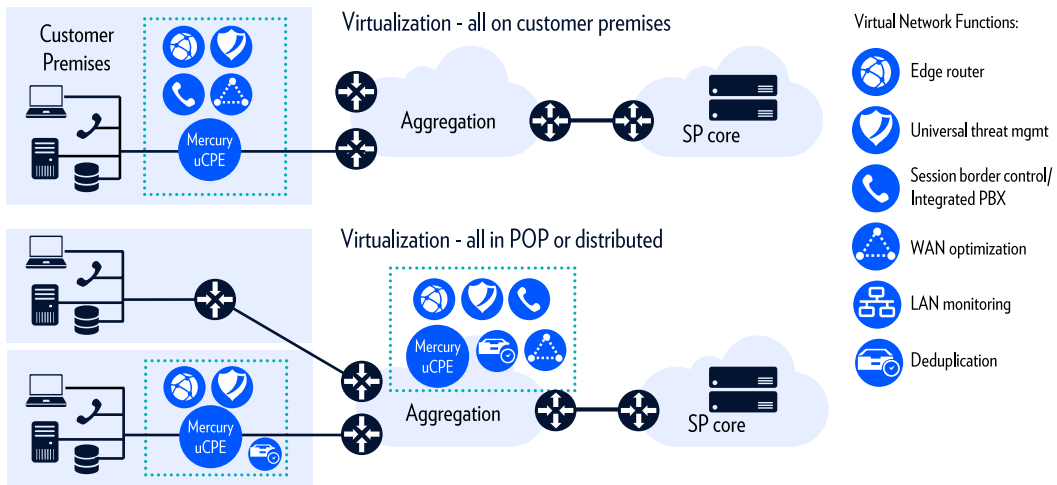 Virtualization - all on customer premises
Customer
Premises
Mercury
uCPE
Aggregation
SP core
Virtualization - all in POP or distributed
Mercury
uCPE
Aggregation
SP core
Mercury
uCPE
Virtual Network Functions:
Edge router
Universal threat mgmt
Session border control/
Integrated PBX
WAN optimization
LAN monitoring
Deduplication